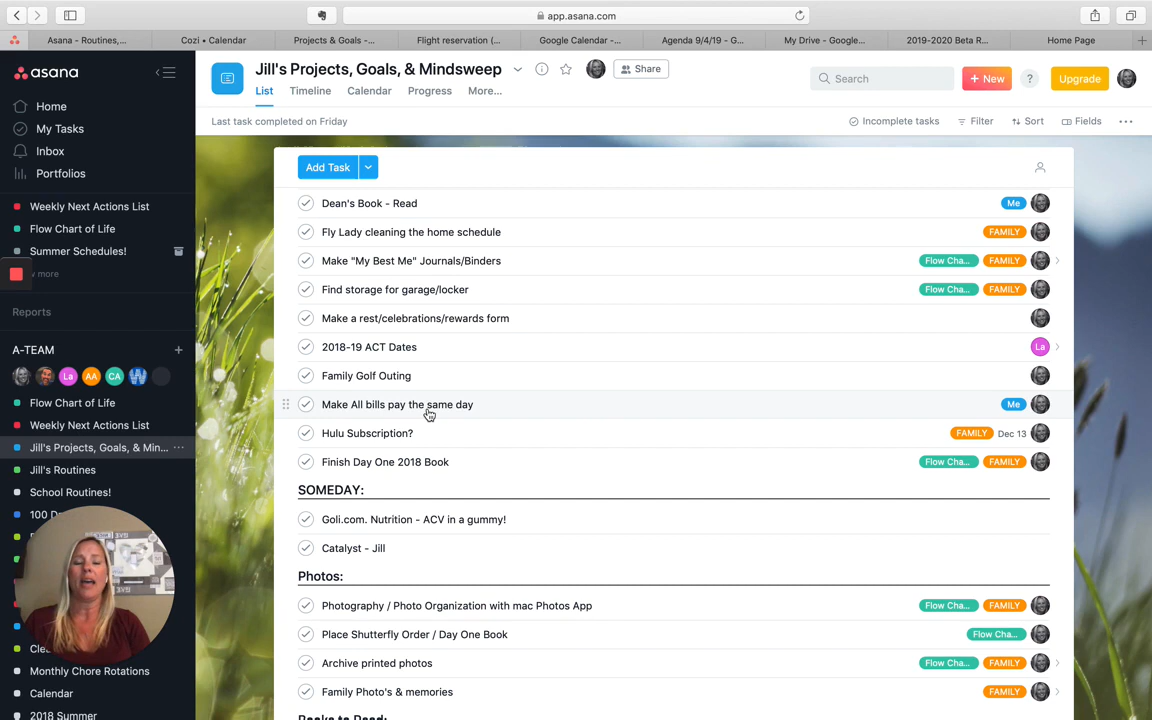 app.asana.com
Asana - Routines,...
Cozi • Calendar
Projects & Goals -...
Flight reservation (...
Google Calendar -...
Agenda 9/4/19 - G...
My Drive - Google...
2019-2020 Beta R...
Home Page
asana
Home
My Tasks
Inbox
Portfolios
Weekly Next Actions List
Flow Chart of Life
Summer Schedules!
w more
Reports
A-TEAM
La AA CA
Flow Chart of Life
Weekly Next Actions List
Jill's Projects, Goals, & Min...
Jill's Routines
School Routines!
100 D
Cle
Monthly Chore Rotations
Calendar
2018 Summer
Jill's Projects, Goals, & Mindsweep
Share
List Timeline Calendar Progress More...
Search
New
?
Upgrade
Last task completed on Friday
Incomplete tasks
Filter
Sort
Fields
Add Task
Dean's Book - Read Me
Fly Lady cleaning the home schedule FAMILY
Make "My Best Me" Journals/Binders Flow Cha... FAMILY
Find storage for garage/locker Flow Cha... FAMILY
Make a rest/celebrations/rewards form
2018-19 ACT Dates La
Family Golf Outing
Make All bills pay the same day Me
Hulu Subscription? FAMILY Dec 13
Finish Day One 2018 Book Flow Cha... FAMILY
SOMEDAY:
Goli.com. Nutrition - ACV in a gummy!
Catalyst - Jill
Photos:
Photography / Photo Organization with mac Photos App Flow Cha... FAMILY
Place Shutterfly Order / Day One Book Flow Cha...
Archive printed photos Flow Cha... FAMILY
Family Photo's & memories FAMILY
Books to Read: